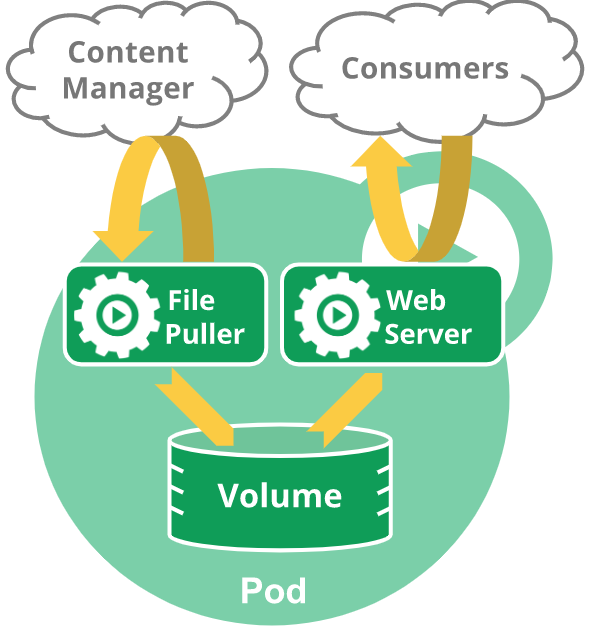 Content
Manager
Consumers
File
Puller
Web
Server
Volume
Pod